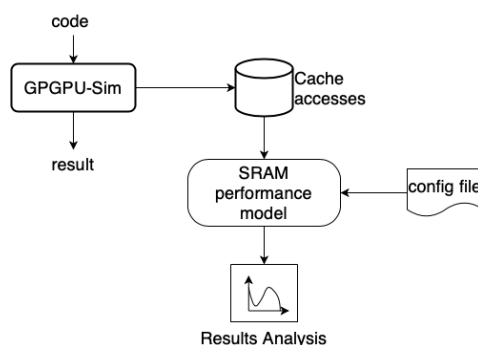 code
GPGPU-Sim
Cache
accesses
result
SRAM
performance
model
config file
Results Analysis